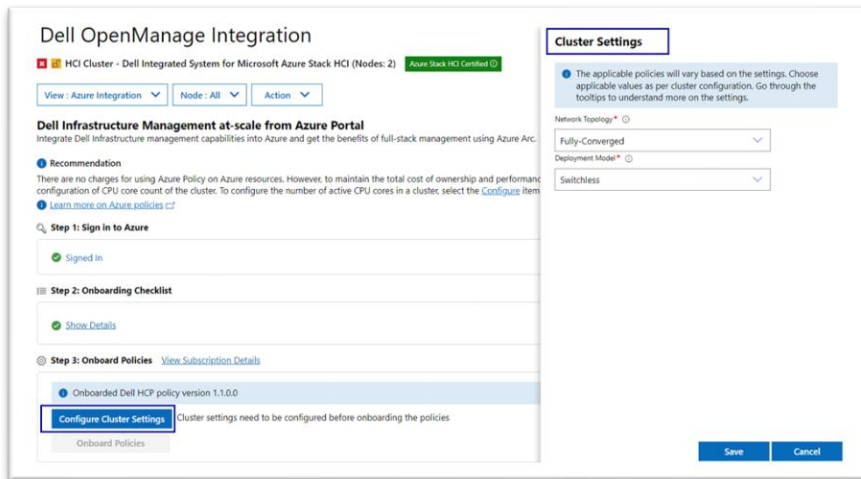 Dell OpenManage Integration
HCI Cluster - Dell Integrated System for Microsoft Azure Stack HCI (Nodes: 2) Azure Stack HCI Certified
View : Azure Integration Node : All Action
Dell Infrastructure Management at-scale from Azure Portal
Integrate Dell Infrastructure management capabilities into Azure and get the benefits of full-stack management using Azure Arc.
Recommendation
There are no charges for using Azure Policy on Azure resources. However, to maintain the total cost of ownership and performanc
configuration of CPU core count of the cluster. To configure the number of active CPU cores in a cluster, select the Configure item
Learn more on Azure policies
Step 1: Sign in to Azure
Signed In
Step 2: Onboarding Checklist
Show Details
Step 3: Onboard Policies View Subscription Details
Onboarded Dell HCP policy version 1.1.0.0
Configure Cluster Settings Cluster settings need to be configured before onboarding the policies
Onboard Policies
Cluster Settings
The applicable policies will vary based on the settings. Choose
applicable values as per cluster configuration. Go through the
tooltips to understand more on the settings.
Network Topology*
Fully-Converged
Deployment Model*
Switchless
Save Cancel